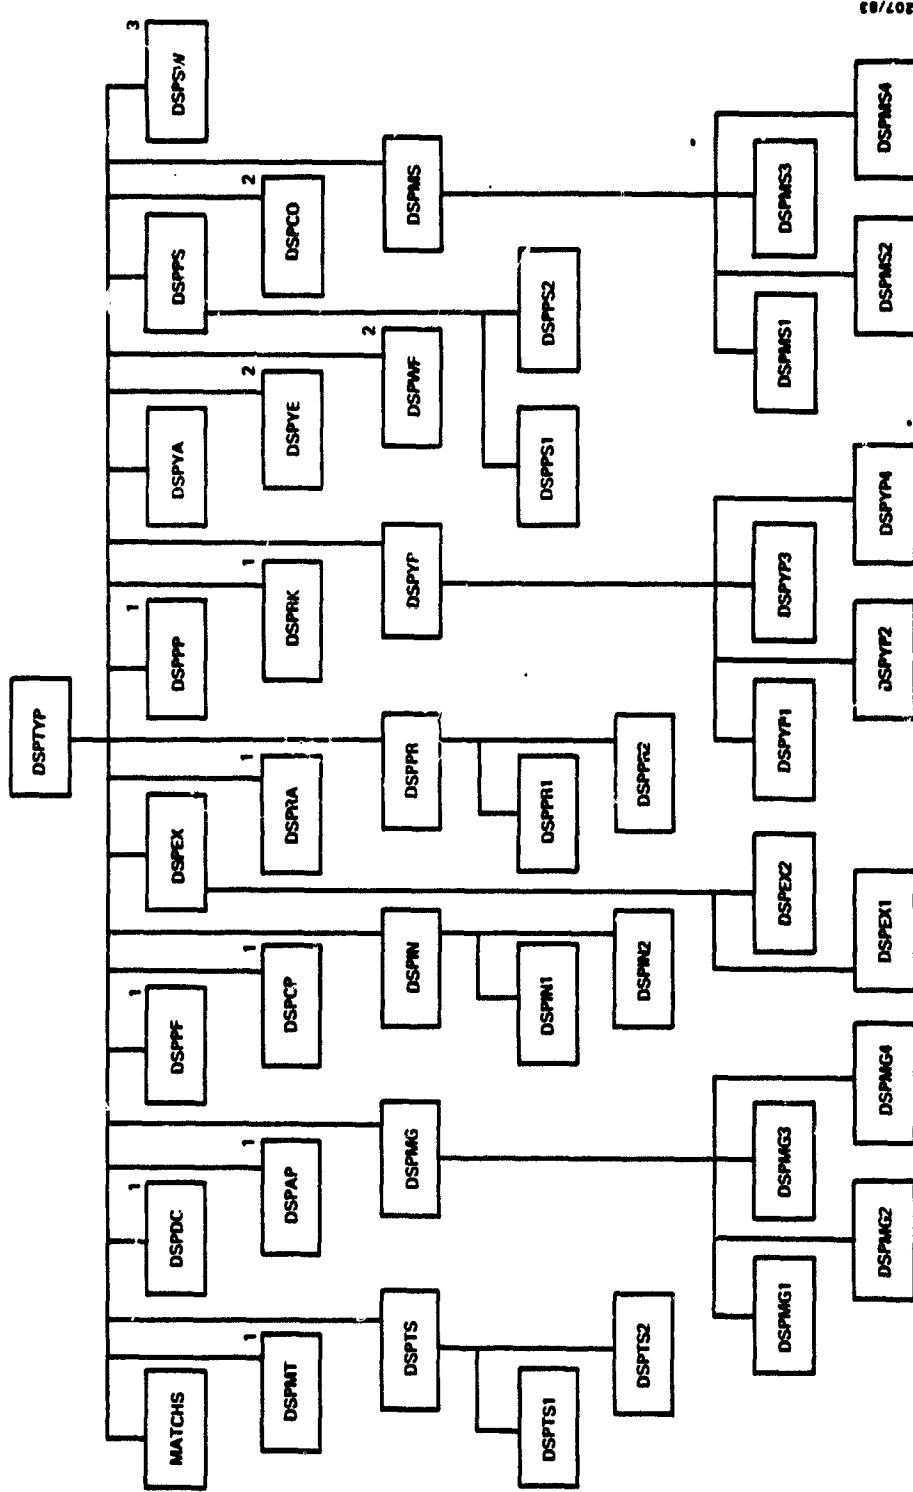 DSPTYP
MATCHS
DSPDC 1
DSPPF 1
DSPEX
DSPPP 1
DSPYA
DSPPS
DSPSW 3
DSPMT 1
DSPAP 1
DSPCP 1
DSPRA 1
DSPRK 1
DSPYE 2
DSPCO 2
DSPTS
DSPMG
DSPIN
DSPPR
DSPYP
DSPWF 2
DSPMS
DSPTS1
DSPIN1
DSPPR1
DSPPS1
DSPPS2
DSPTS2
DSPIN2
DSPPR2
DSPMG1
DSPMG3
DSPEX2
DSPYP1
DSPYP3
DSPMS1
DSPMS3
DSPMG2
DSPMG4
DSPEX1
DSPYP2
DSPYP4
DSPMS2
DSPMS4
207/83